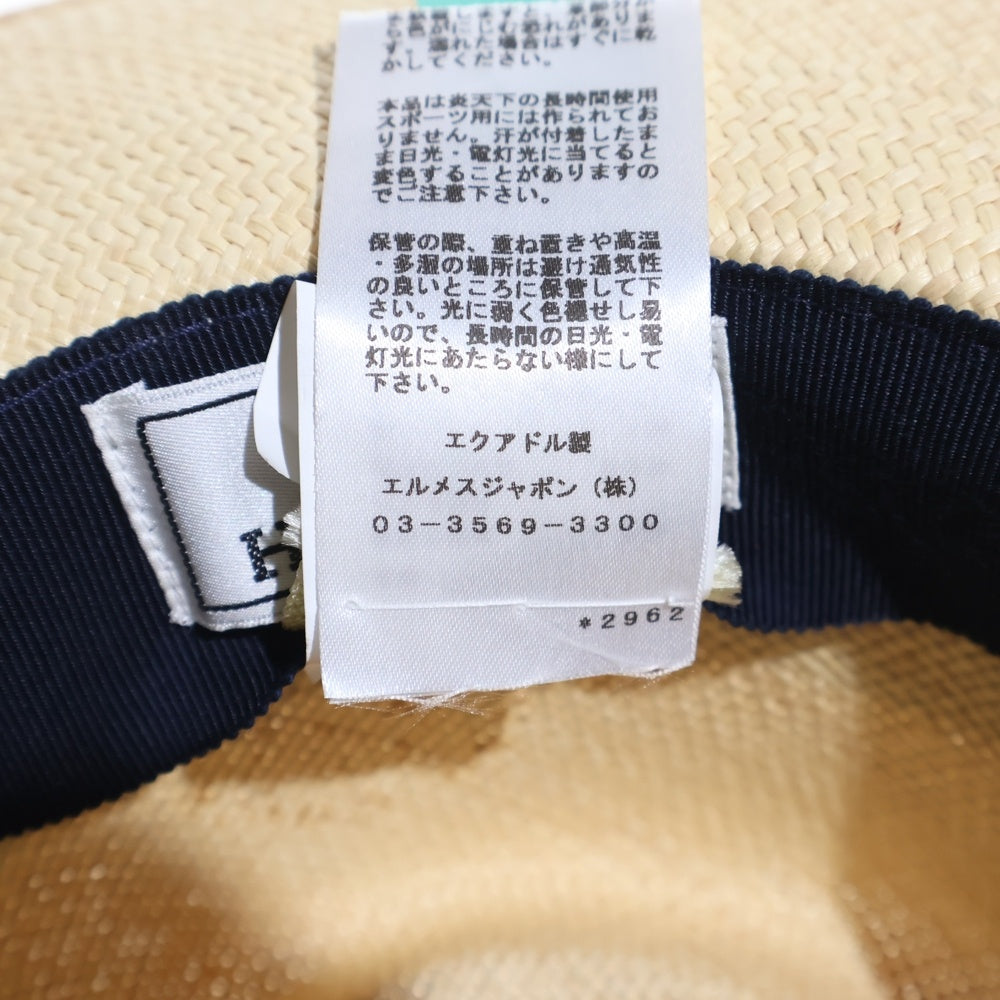 す。濡れた場合はすぐに乾
かしてください。
本品は炎天下の長時間使用
スポーツ用には作られてお
りません。汗が付着したま
ま日光・電灯光に当てると
変色することがありますの
でご注意下さい。
保管の際、重ね置きや高温
・多湿の場所は避け通気性
の良いところに保管して下
さい。光に弱く色褪せし易
いので、長時間の日光・電
灯光にあたらない様にして
下さい。
エクアドル製
エルメスジャポン（株）
03−3569−3300
*2962